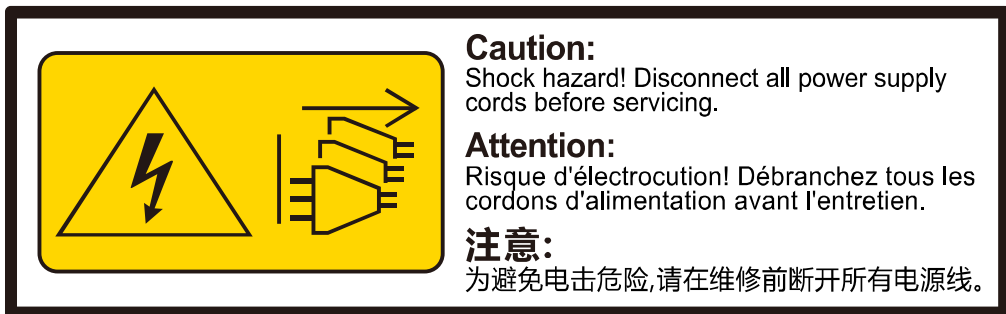 Caution:
Shock hazard! Disconnect all power supply
cords before servicing.
Attention:
Risque d'électrocution! Débranchez tous les
cordons d'alimentation avant l'entretien.
注意:
为避免电击危险,请在维修前断开所有电源线。